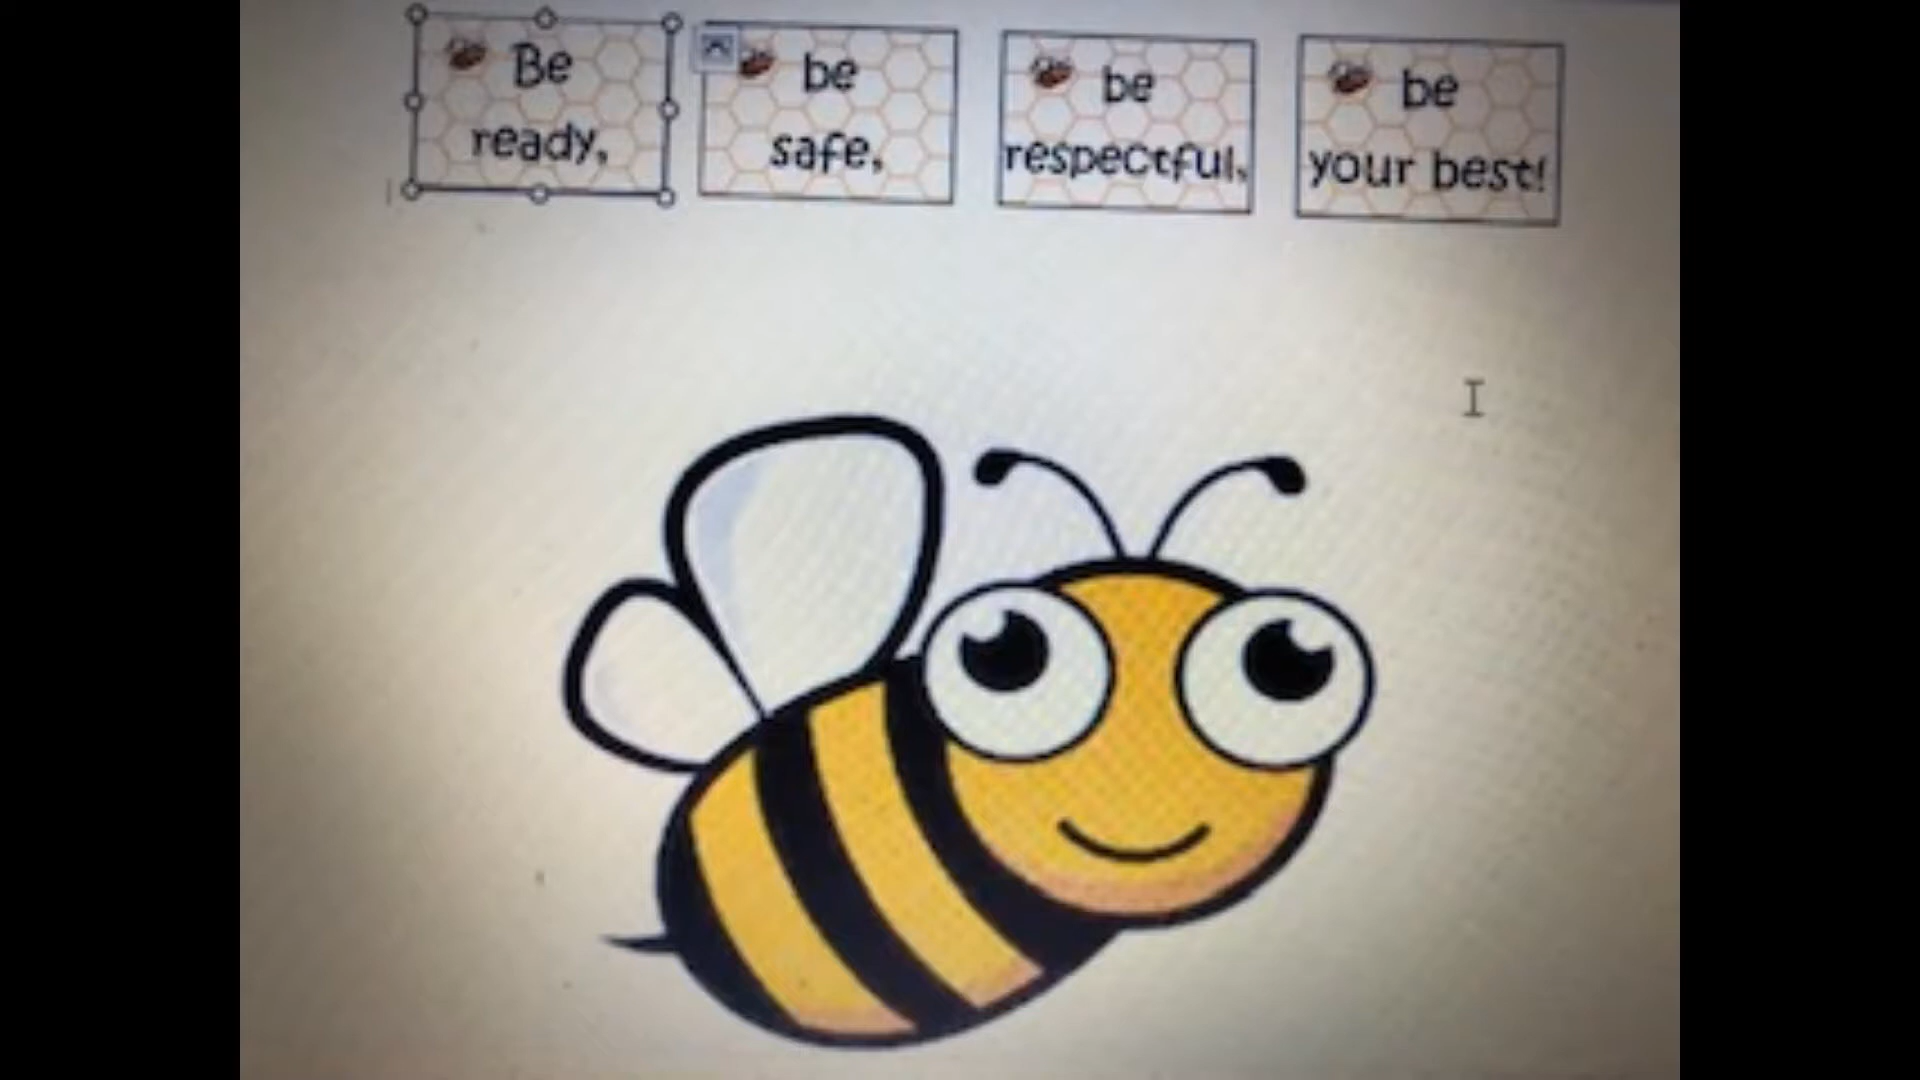 Be
ready,
be
safe,
be
respectful,
be
your best!